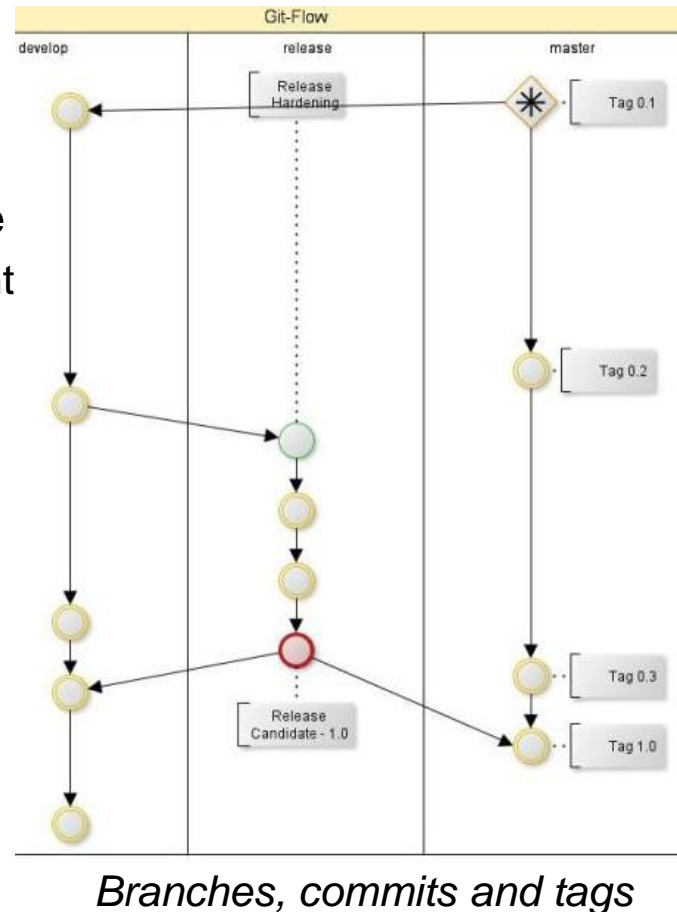 Git-Flow
develop
release
master
Release
Hardening
Tag 0.1
Tag 0.2
Tag 0.3
Release
Candidate - 1.0
Tag 1.0
Branches, commits and tags